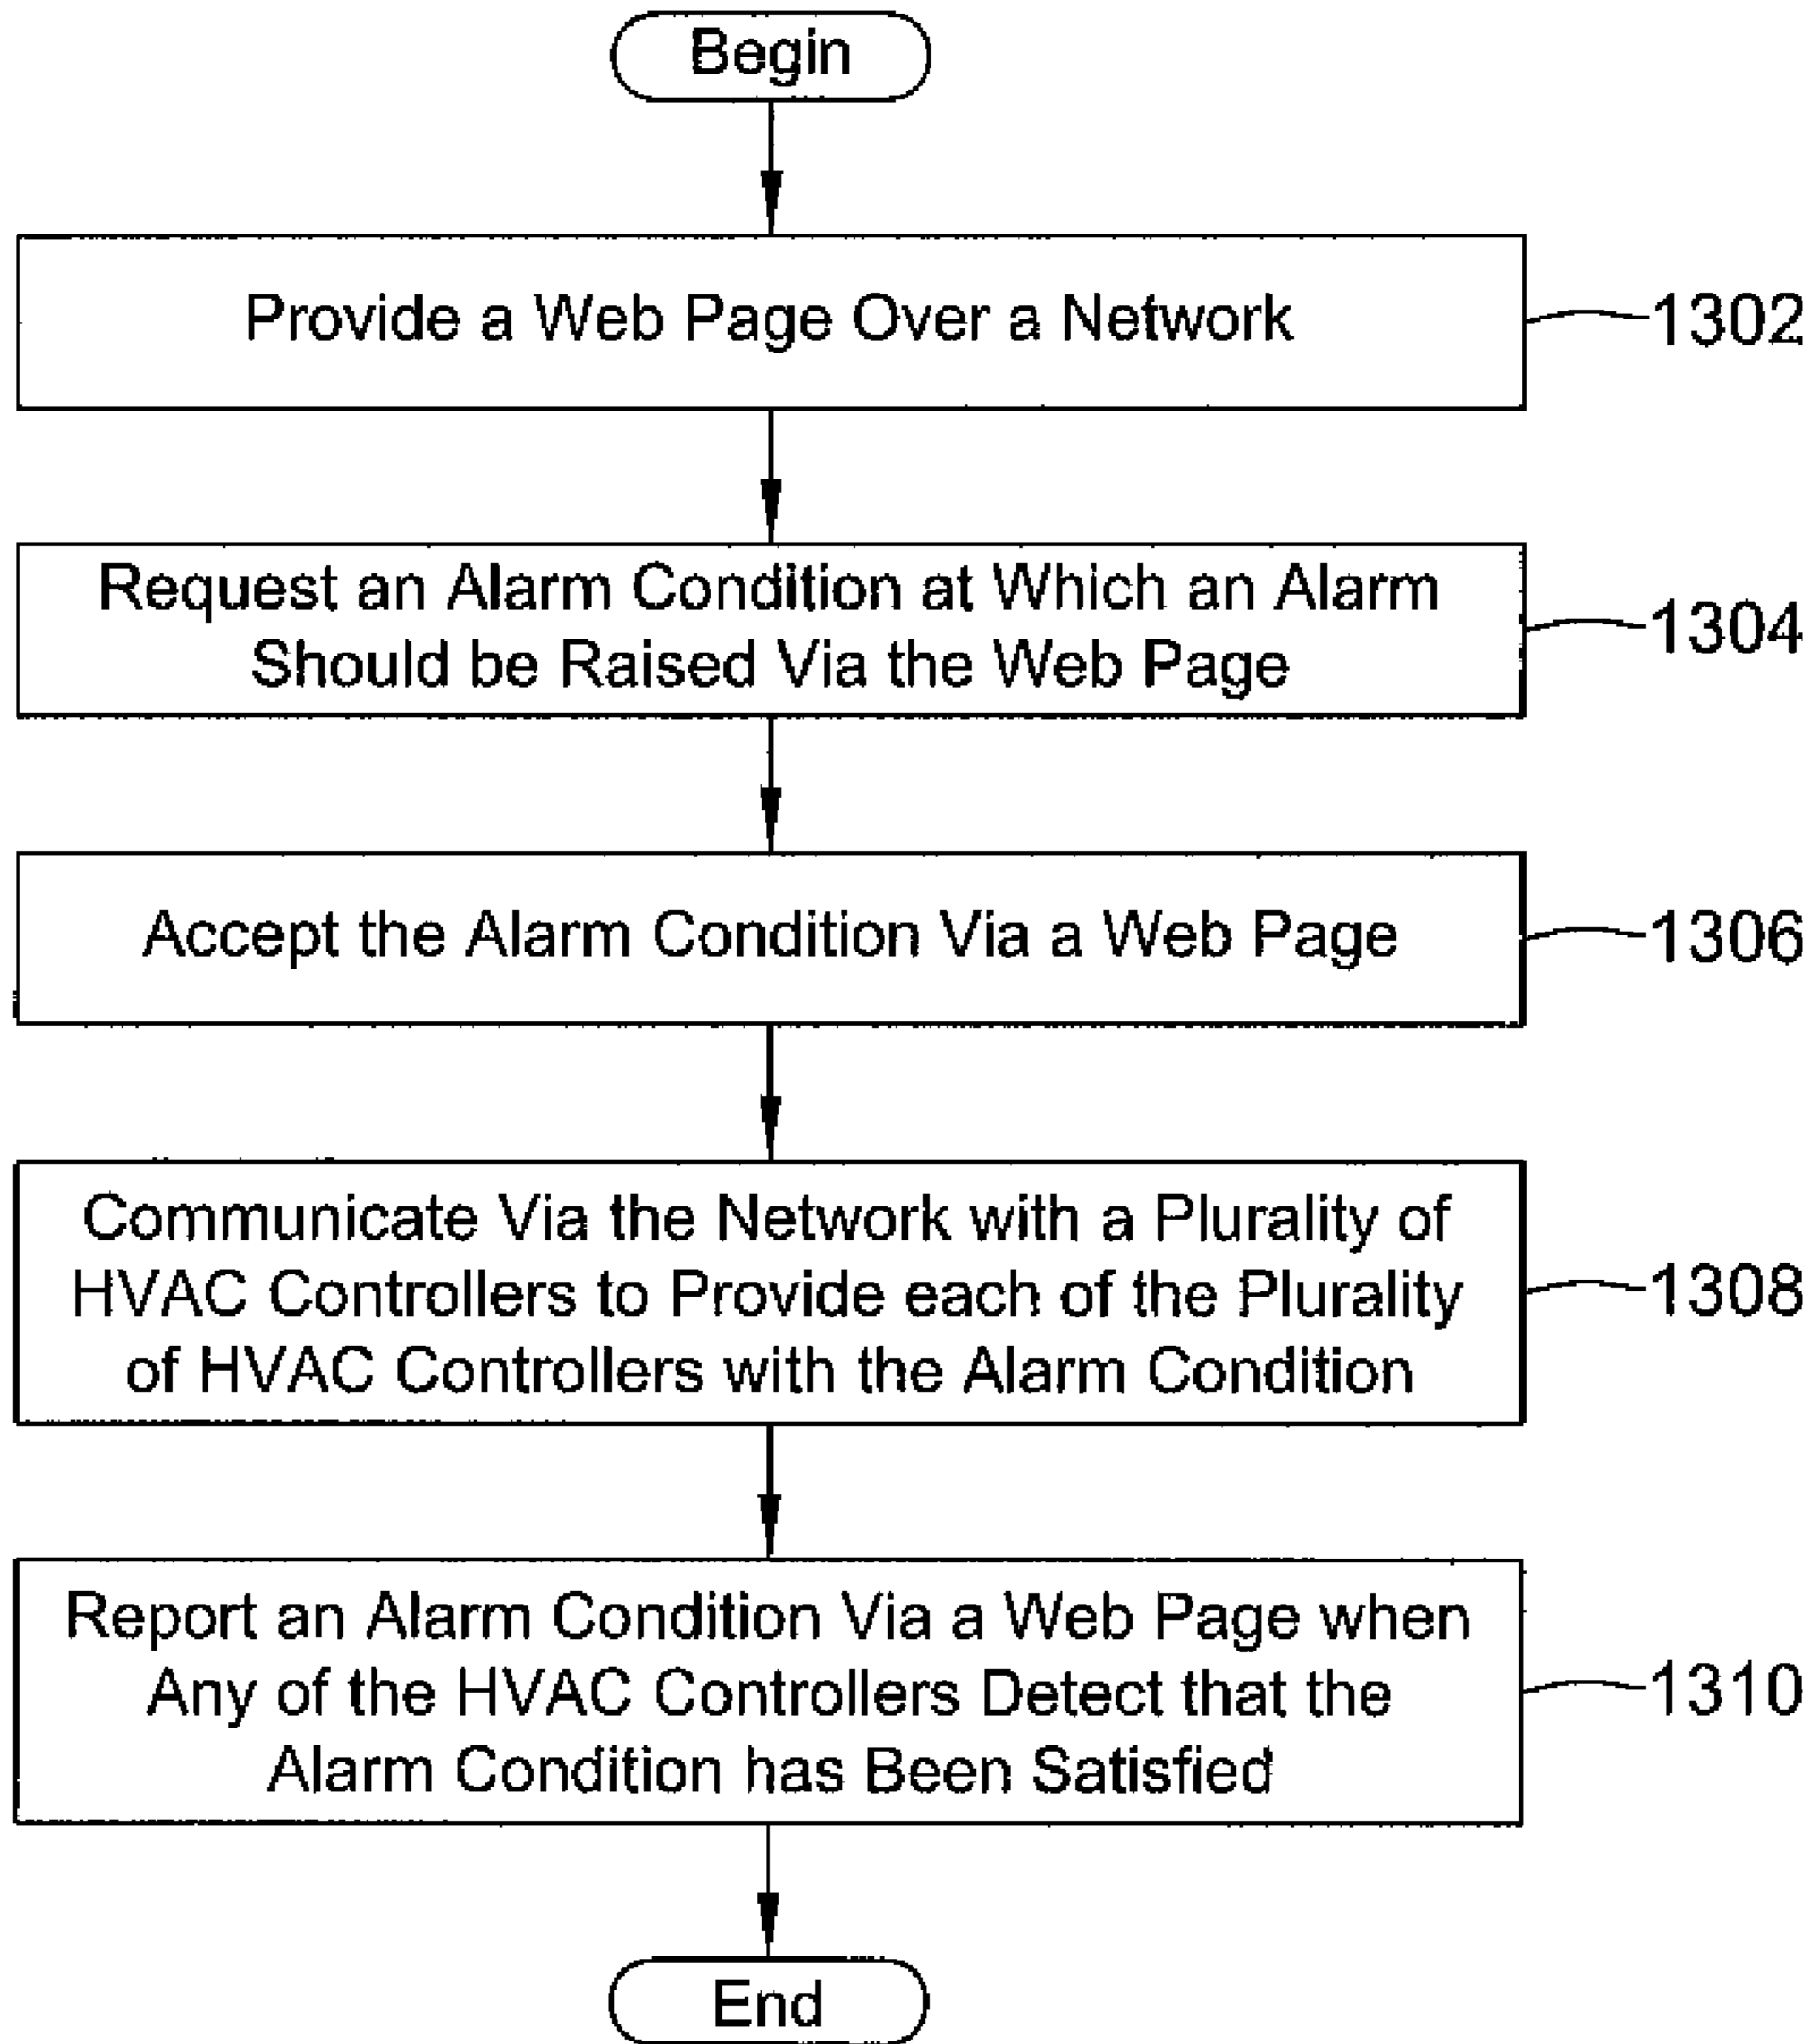 Begin
Provide a Web Page Over a Network
1302
Request an Alarm Condition at Which an Alarm
Should be Raised Via the Web Page
1304
Accept the Alarm Condition Via a Web Page
1306
Communicate Via the Network with a Plurality of
HVAC Controllers to Provide each of the Plurality
of HVAC Controllers with the Alarm Condition
1308
Report an Alarm Condition Via a Web Page when
Any of the HVAC Controllers Detect that the
Alarm Condition has Been Satisfied
1310
End